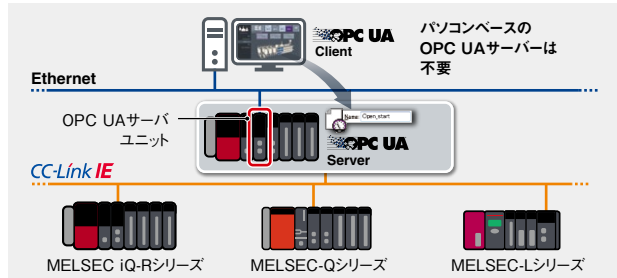 OPC UA
Client
パソコンベースの
OPC UAサーバーは
不要
Ethernet
OPC UAサーバ
ユニット
Name: Open_start
OPC UA
Server
CC-Link IE
MELSEC iQ-Rシリーズ
MELSEC-Qシリーズ
MELSEC-Lシリーズ